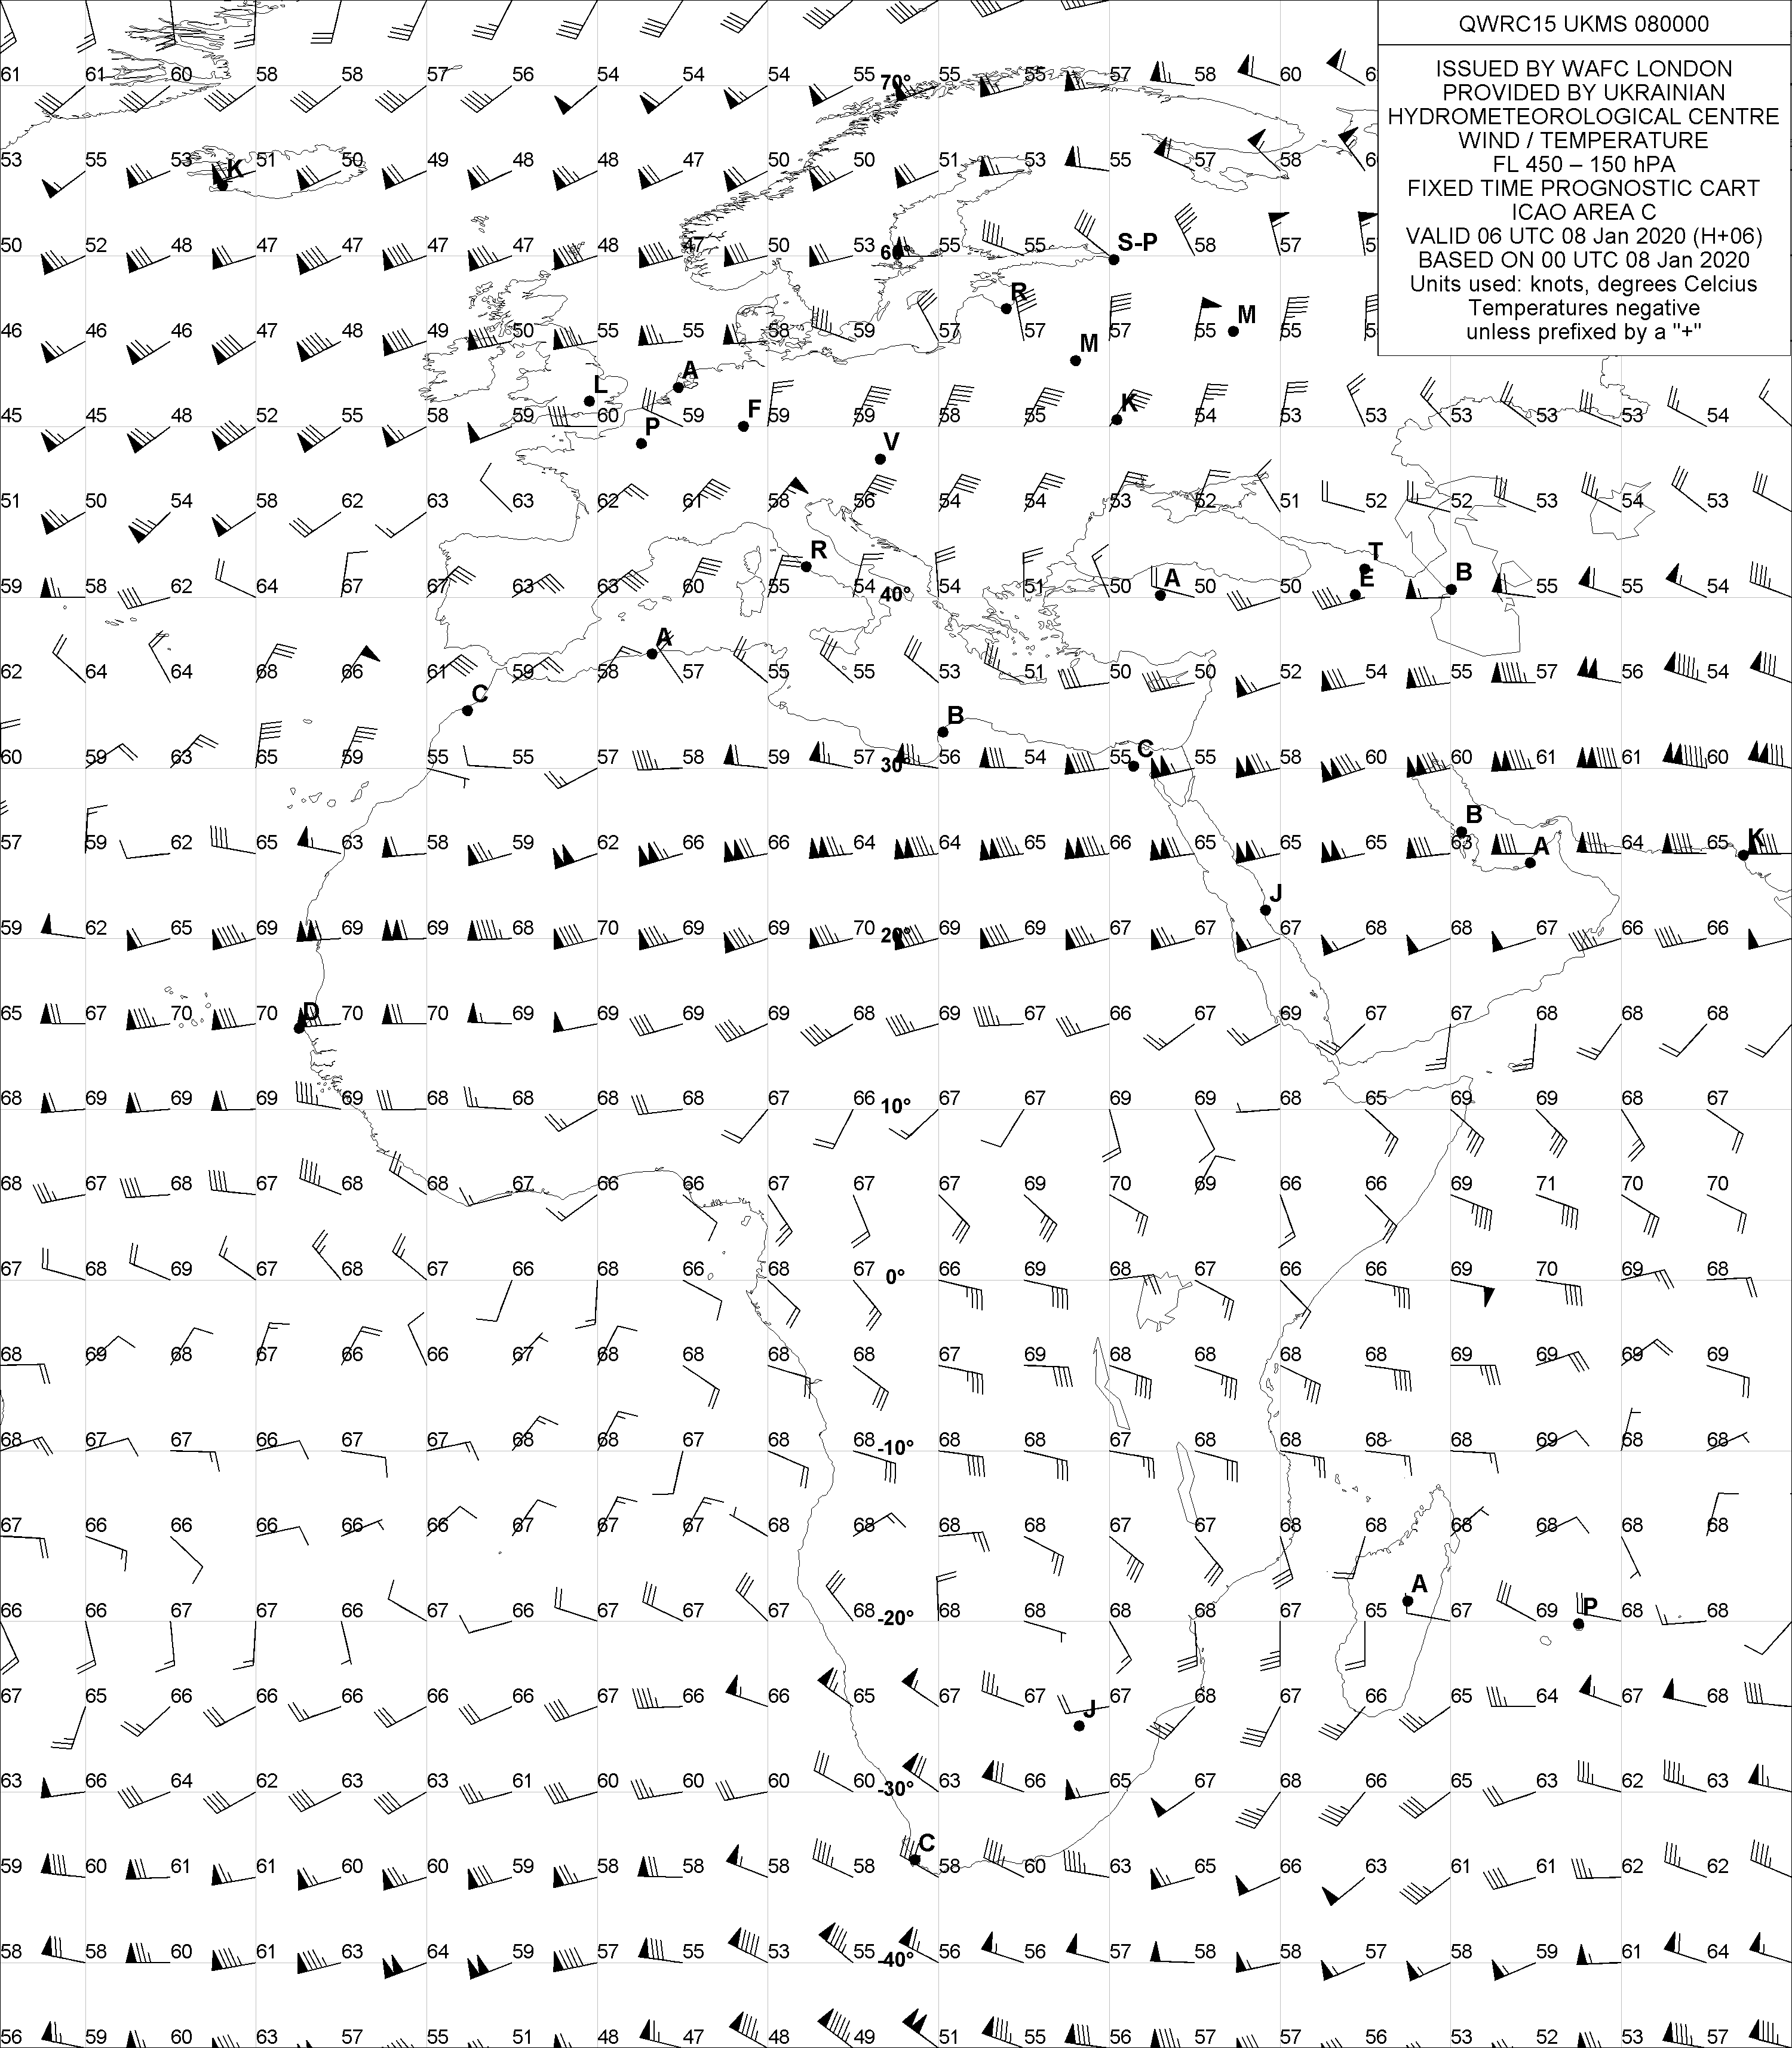 QWRC15 UKMS 080000
ISSUED BY WAFC LONDON
PROVIDED BY UKRAINIAN
HYDROMETEOROLOGICAL CENTRE
WIND / TEMPERATURE
FL 450 – 150 hPA
FIXED TIME PROGNOSTIC CART
ICAO AREA C
VALID 06 UTC 08 Jan 2020 (H+06)
BASED ON 00 UTC 08 Jan 2020
Units used: knots, degrees Celcius
Temperatures negative
unless prefixed by a "+"
61 61 60 58 58 57 56 54 54 54 55 70° 55 55 57 58 60 6
53 55 53 K 51 50 49 48 48 47 50 50 51 53 55 57 58 6
50 52 48 47 47 47 47 48 47 50 53 60° 55 55 S-P 58 57 5
R M M
46 46 46 47 48 49 50 55 55 58 59 57 57 57 55 55 5
L A
45 45 48 52 55 58 59 60 P 59 F 59 59 58 55 K 54 53 53 53 53 53 54
V
51 50 54 58 62 63 63 62 61 58 56 54 54 53 52 51 52 52 53 54 53
R T
59 58 62 64 67 67 63 63 60 55 54 40° 54 51 50 A 50 50 E B 55 55 54
62 64 64 68 66 61 59 58 A 57 55 55 53 51 50 50 52 54 55 57 56 54
C B
60 59 63 65 59 55 55 57 58 59 57 30° 56 54 55 C 55 60 60 61 61 60
B
57 59 62 65 63 58 59 62 66 66 64 64 65 66 65 65 65 63 A 64 65 K
J
59 62 65 69 69 69 68 70 69 69 70 20° 69 69 67 67 67 68 68 67 66 66
65 67 70 70 D 70 70 69 69 69 69 68 69 67 66 67 69 67 67 68 68 68
68 69 69 69 69 68 68 68 68 67 66 10° 67 67 69 69 68 65 69 69 68 67
68 67 68 67 68 68 67 66 66 67 67 67 69 70 69 66 66 69 71 70 70
67 68 69 67 68 67 66 68 66 68 67 0° 66 69 68 67 66 66 69 70 69 68
68 69 68 67 66 66 67 68 68 68 68 67 69 68 68 68 68 69 69 69 69
68 67 67 66 67 67 68 68 67 68 68 -10° 68 68 67 68 68 68 68 69 68 68
67 66 66 66 66 66 67 67 67 68 68 68 68 67 67 68 68 68 68 68 68
A P
66 66 67 67 66 67 66 67 67 67 68 -20° 68 68 68 68 67 65 67 69 68 68
67 65 66 66 66 66 66 67 66 66 65 67 67 67 68 67 66 65 64 67 68
J
63 66 64 62 63 63 61 60 60 60 60 -30° 63 66 65 67 68 66 65 63 62 63
C
59 60 61 61 60 60 59 58 58 58 58 58 60 63 65 66 63 61 61 62 62
58 58 60 61 63 64 59 57 55 53 55 -40° 56 56 57 58 58 57 58 59 61 64
56 59 60 63 57 55 51 48 47 48 49 51 55 56 57 57 56 53 52 53 57